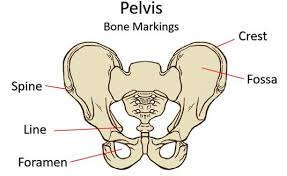 Pelvis
Bone Markings
Crest
Fossa
Spine
Line
Foramen